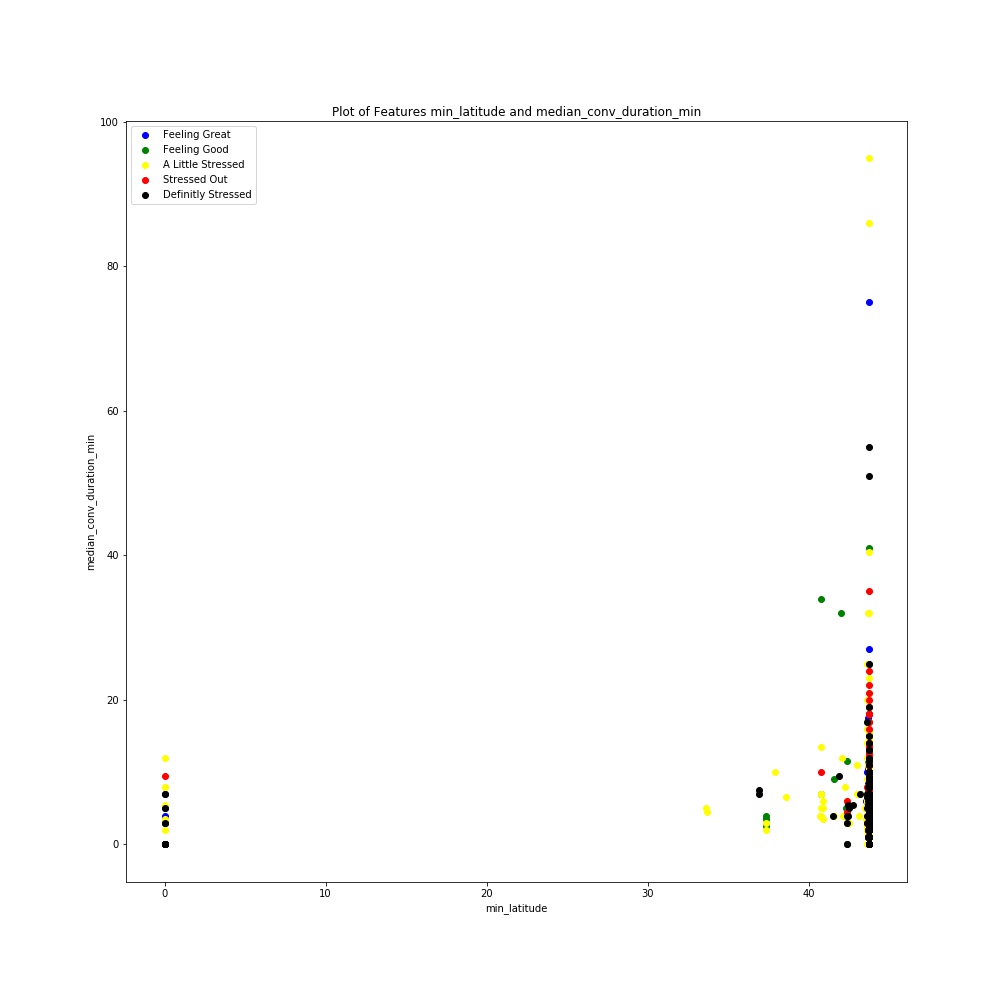 Plot of Features min_latitude and median_conv_duration_min
100
80
60
40
20
0
median_conv_duration_min
Feeling Great
Feeling Good
A Little Stressed
Stressed Out
Definitly Stressed
0
10
20
30
40
min_latitude